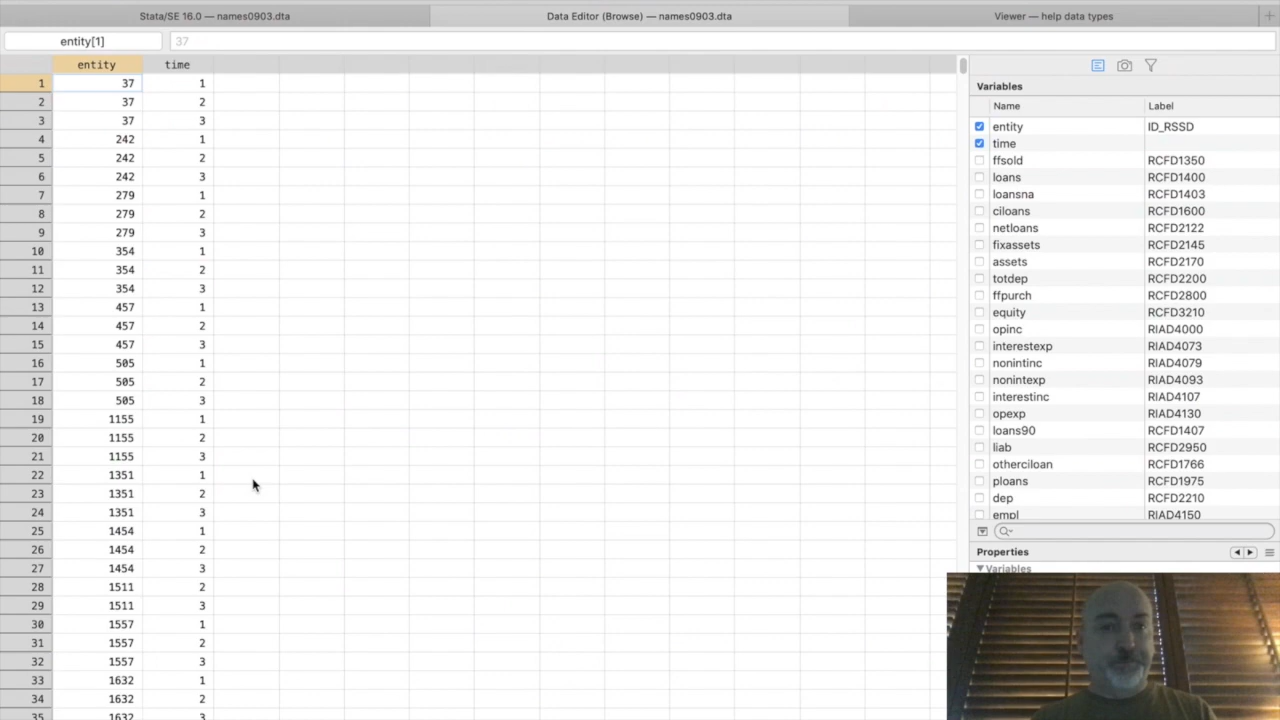 Stata/SE 16.0 — names0903.dta Data Editor (Browse) — names0903.dta Viewer — help data types
entity[1] 37
entity time
1 37 1
2 37 2
3 37 3
4 242 1
5 242 2
6 242 3
7 279 1
8 279 2
9 279 3
10 354 1
11 354 2
12 354 3
13 457 1
14 457 2
15 457 3
16 505 1
17 505 2
18 505 3
19 1155 1
20 1155 2
21 1155 3
22 1351 1
23 1351 2
24 1351 3
25 1454 1
26 1454 2
27 1454 3
28 1511 2
29 1511 3
30 1557 1
31 1557 2
32 1557 3
33 1632 1
34 1632 2
35 1632 3
Variables
Name Label
entity ID_RSSD
time
ffsold RCFD1350
loans RCFD1400
loansna RCFD1403
ciloans RCFD1600
netloans RCFD2122
fixassets RCFD2145
assets RCFD2170
totdep RCFD2200
ffpurch RCFD2800
equity RCFD3210
opinc RIAD4000
interestexp RIAD4073
nonintinc RIAD4079
nonintexp RIAD4093
interestinc RIAD4107
opexp RIAD4130
loans90 RCFD1407
liab RCFD2950
otherciloan RCFD1766
ploans RCFD1975
dep RCFD2210
empl RIAD4150
Properties
Variables